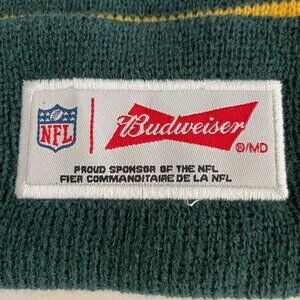 NFL
Budweiser
®/MD
PROUD SPONSOR OF THE NFL
FIER COMMANDITAIRE DE LA NFL